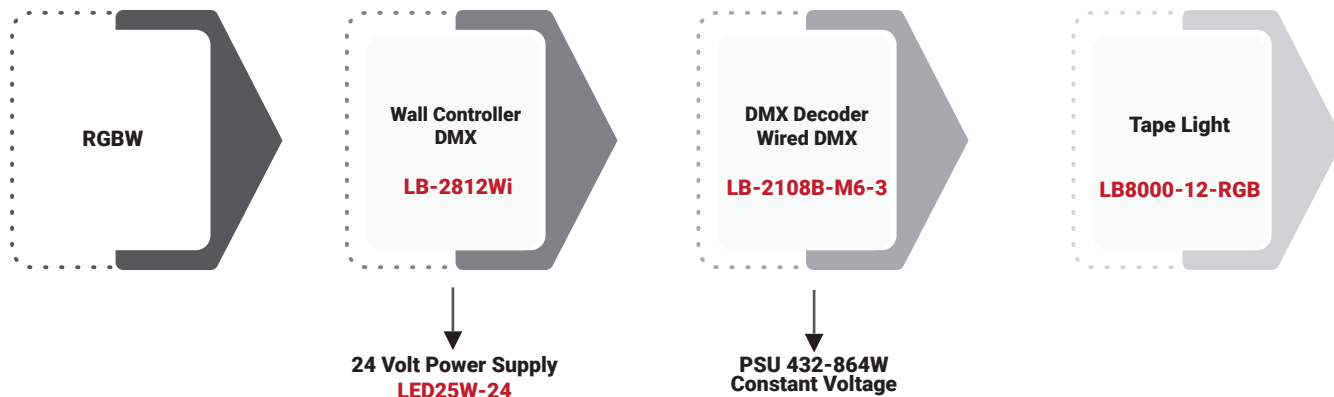 RGBW
Wall Controller
DMX
LB-2812Wi
DMX Decoder
Wired DMX
LB-2108B-M6-3
Tape Light
LB8000-12-RGB
24 Volt Power Supply
LED25W-24
PSU 432-864W
Constant Voltage